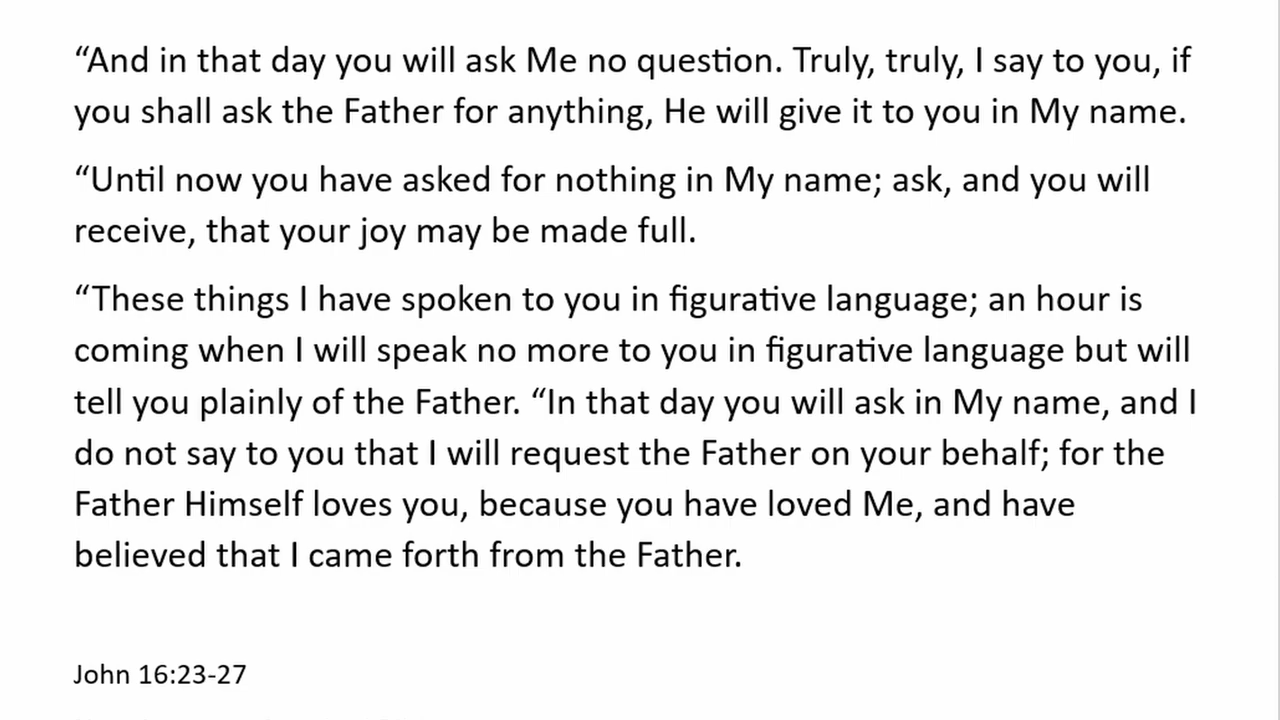 “And in that day you will ask Me no question. Truly, truly, I say to you, if
you shall ask the Father for anything, He will give it to you in My name.
“Until now you have asked for nothing in My name; ask, and you will
receive, that your joy may be made full.
“These things I have spoken to you in figurative language; an hour is
coming when I will speak no more to you in figurative language but will
tell you plainly of the Father. “In that day you will ask in My name, and I
do not say to you that I will request the Father on your behalf; for the
Father Himself loves you, because you have loved Me, and have
believed that I came forth from the Father.
John 16:23-27